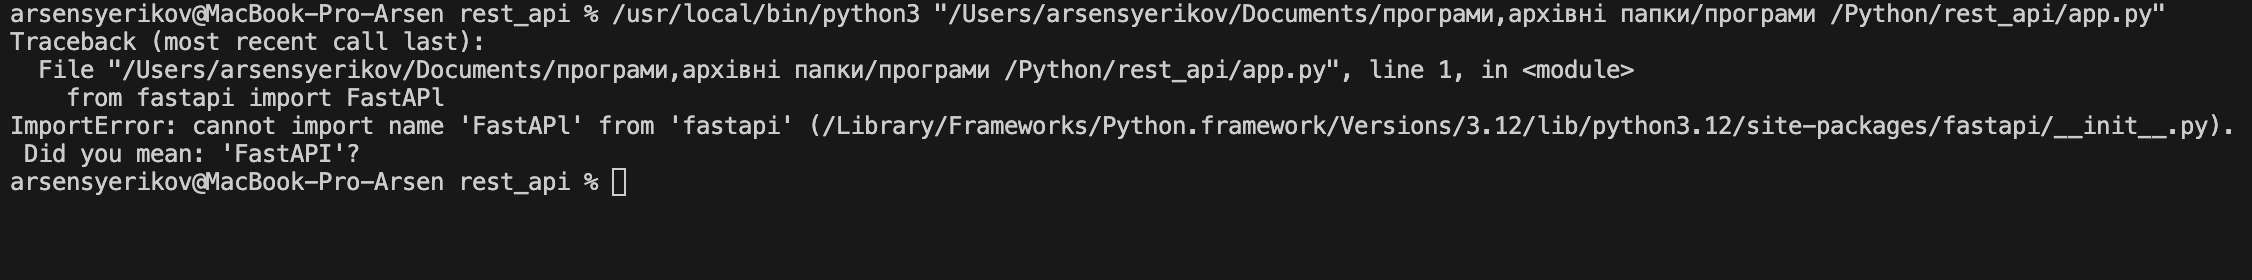 arsensyerikov@MacBook-Pro-Arsen rest_api % /usr/local/bin/python3 "/Users/arsensyerikov/Documents/програми,архівні папки/програми /Python/rest_api/app.py"
Traceback (most recent call last):
  File "/Users/arsensyerikov/Documents/програми,архівні папки/програми /Python/rest_api/app.py", line 1, in <module>
    from fastapi import FastAPl
ImportError: cannot import name 'FastAPl' from 'fastapi' (/Library/Frameworks/Python.framework/Versions/3.12/lib/python3.12/site-packages/fastapi/__init__.py).
 Did you mean: 'FastAPI'?
arsensyerikov@MacBook-Pro-Arsen rest_api %